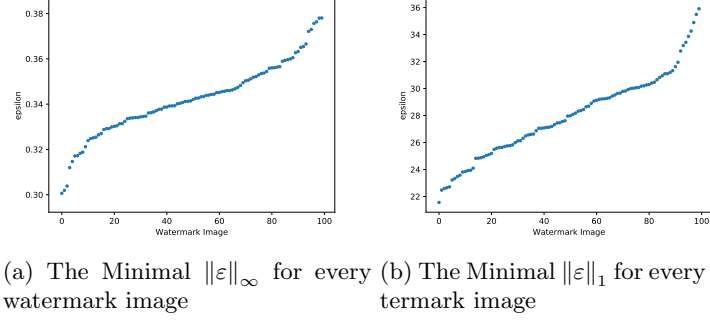 0.38
0.36
0.34
0.32
0.30
epsilon
0 20 40 60 80 100
Watermark Image
36
34
32
30
28
26
24
22
epsilon
0 20 40 60 80 100
Watermark Image
(a) The Minimal ‖ε‖∞ for every
watermark image
(b) The Minimal ‖ε‖1 for every
termark image